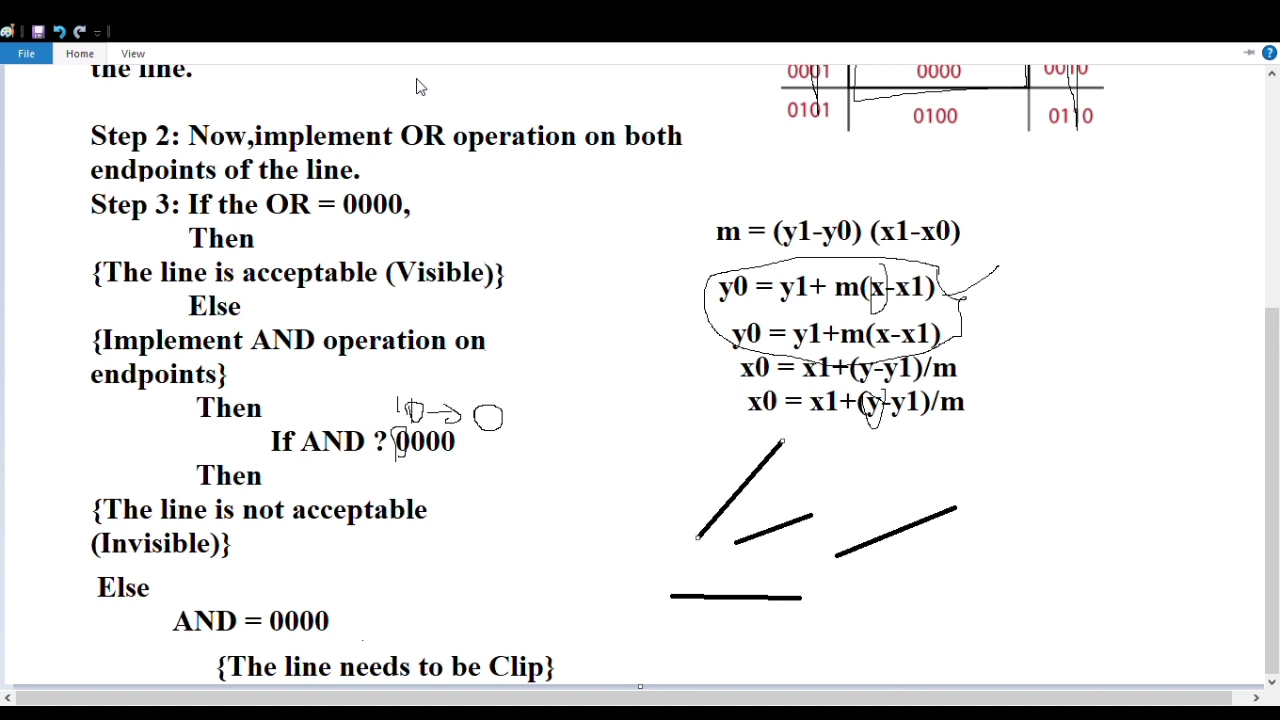 File Home View
the line.
0001 0000 0010
0101 0100 0110
Step 2: Now,implement OR operation on both
endpoints of the line.
Step 3: If the OR = 0000,
Then
{The line is acceptable (Visible)}
Else
{Implement AND operation on
endpoints}
Then
If AND ? 0000
Then
{The line is not acceptable
(Invisible)}
Else
AND = 0000
{The line needs to be Clip}
m = (y1-y0) (x1-x0)
y0 = y1+ m(x-x1)
y0 = y1+m(x-x1)
x0 = x1+(y-y1)/m
x0 = x1+(y-y1)/m